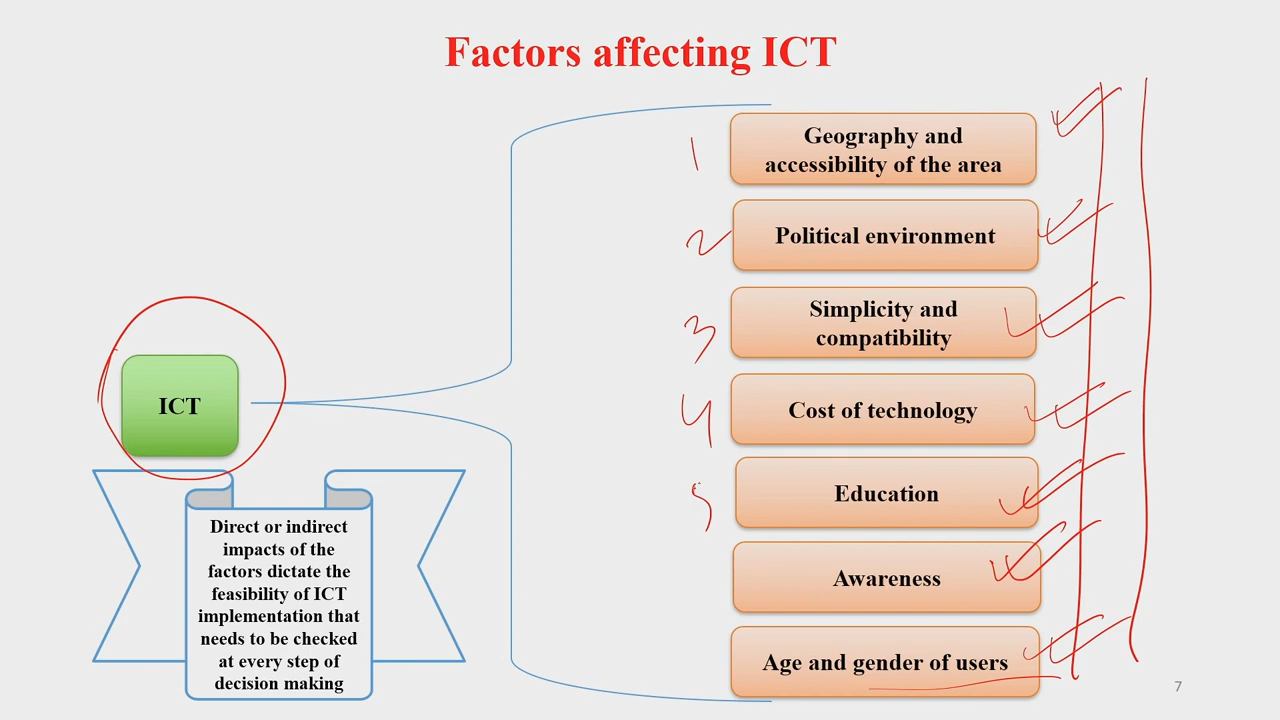 Factors affecting ICT
1
Geography and
accessibility of the area
2
Political environment
3
Simplicity and
compatibility
4
Cost of technology
5
Education
Awareness
Age and gender of users
ICT
Direct or indirect
impacts of the
factors dictate the
feasibility of ICT
implementation that
needs to be checked
at every step of
decision making
7